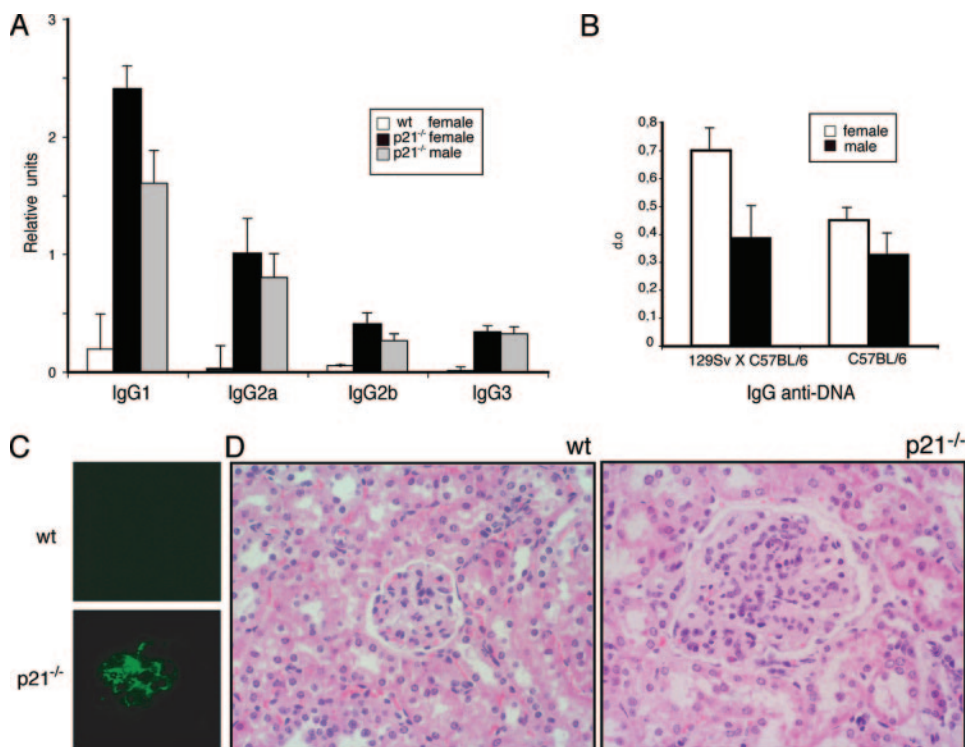 A
3
2
1
0
Relative units
wt female
p21-/- female
p21-/- male
IgG1 IgG2a IgG2b IgG3
B
0,8
0,7
0,6
0,5
0,4
0,3
0,2
0,1
0
d.o
female
male
129Sv X C57BL/6 C57BL/6
IgG anti-DNA
C
wt
p21-/-
D
wt
p21-/-